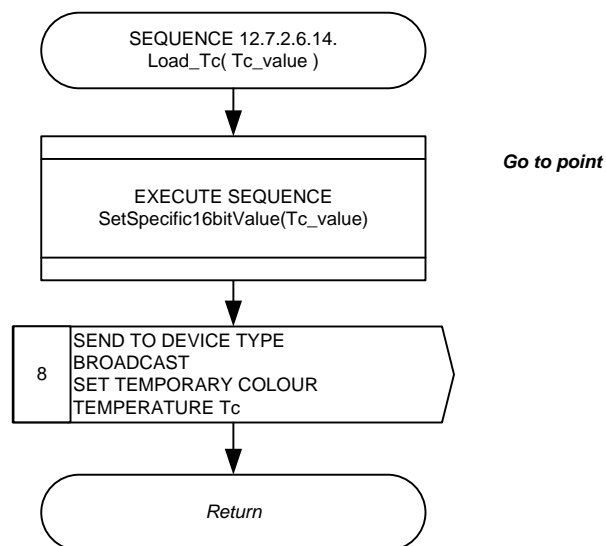 SEQUENCE 12.7.2.6.14.
Load_Tc( Tc_value )
Go to point
EXECUTE SEQUENCE
SetSpecific16bitValue(Tc_value)
8
SEND TO DEVICE TYPE
BROADCAST
SET TEMPORARY COLOUR
TEMPERATURE Tc
Return